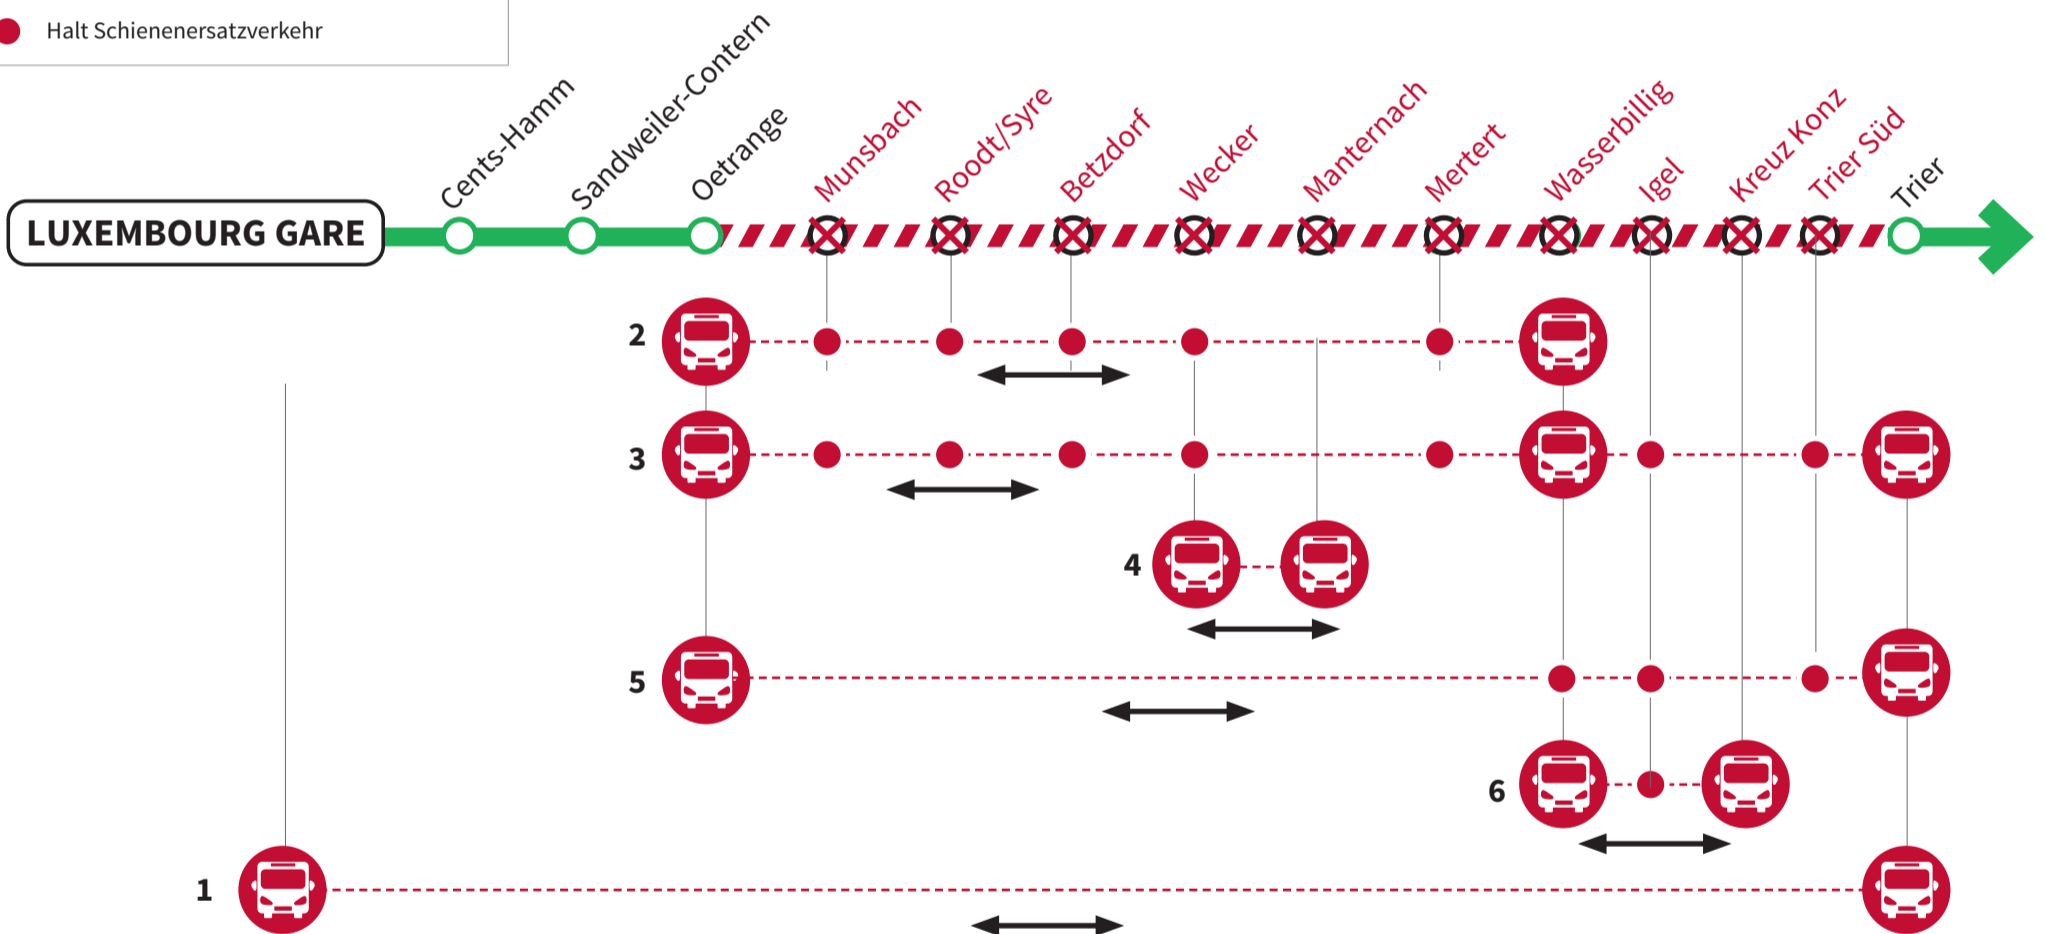 Halt Schienenersatzverkehr
LUXEMBOURG GARE
Cents-Hamm
Sandweiler-Contern
Oetrange
Munsbach
Roodt/Syre
Betzdorf
Wecker
Manternach
Mertert
Wasserbillig
Igel
Kreuz Konz
Trier Süd
Trier
2
3
4
5
6
1